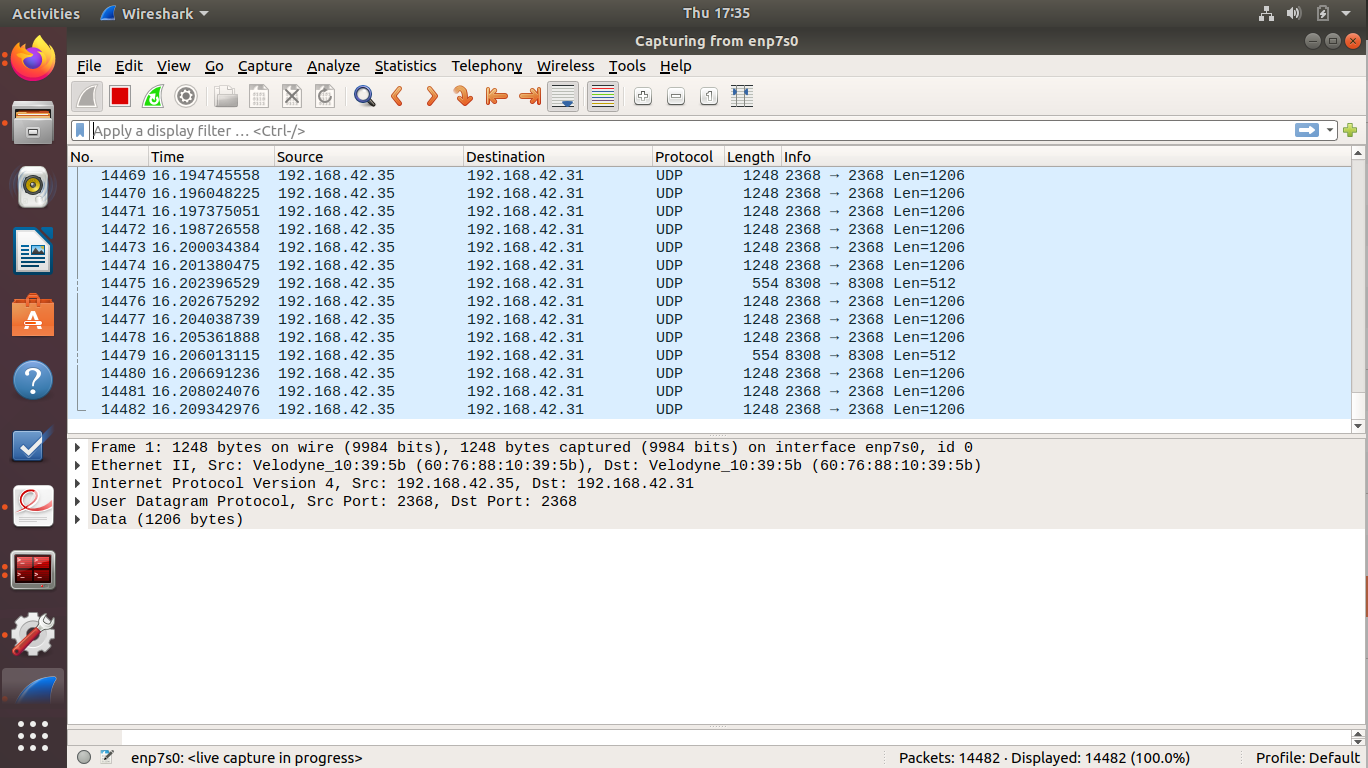 Activities Wireshark Thu 17:35
Capturing from enp7s0
File Edit View Go Capture Analyze Statistics Telephony Wireless Tools Help
Apply a display filter … <Ctrl-/>
No. Time Source Destination Protocol Length Info
14469 16.194745558 192.168.42.35 192.168.42.31 UDP 1248 2368 → 2368 Len=1206
14470 16.196048225 192.168.42.35 192.168.42.31 UDP 1248 2368 → 2368 Len=1206
14471 16.197375051 192.168.42.35 192.168.42.31 UDP 1248 2368 → 2368 Len=1206
14472 16.198726558 192.168.42.35 192.168.42.31 UDP 1248 2368 → 2368 Len=1206
14473 16.200034384 192.168.42.35 192.168.42.31 UDP 1248 2368 → 2368 Len=1206
14474 16.201380475 192.168.42.35 192.168.42.31 UDP 1248 2368 → 2368 Len=1206
14475 16.202396529 192.168.42.35 192.168.42.31 UDP 554 8308 → 8308 Len=512
14476 16.202675292 192.168.42.35 192.168.42.31 UDP 1248 2368 → 2368 Len=1206
14477 16.204038739 192.168.42.35 192.168.42.31 UDP 1248 2368 → 2368 Len=1206
14478 16.205361888 192.168.42.35 192.168.42.31 UDP 1248 2368 → 2368 Len=1206
14479 16.206013115 192.168.42.35 192.168.42.31 UDP 554 8308 → 8308 Len=512
14480 16.206691236 192.168.42.35 192.168.42.31 UDP 1248 2368 → 2368 Len=1206
14481 16.208024076 192.168.42.35 192.168.42.31 UDP 1248 2368 → 2368 Len=1206
14482 16.209342976 192.168.42.35 192.168.42.31 UDP 1248 2368 → 2368 Len=1206
Frame 1: 1248 bytes on wire (9984 bits), 1248 bytes captured (9984 bits) on interface enp7s0, id 0
Ethernet II, Src: Velodyne_10:39:5b (60:76:88:10:39:5b), Dst: Velodyne_10:39:5b (60:76:88:10:39:5b)
Internet Protocol Version 4, Src: 192.168.42.35, Dst: 192.168.42.31
User Datagram Protocol, Src Port: 2368, Dst Port: 2368
Data (1206 bytes)
enp7s0: <live capture in progress> Packets: 14482 · Displayed: 14482 (100.0%) Profile: Default